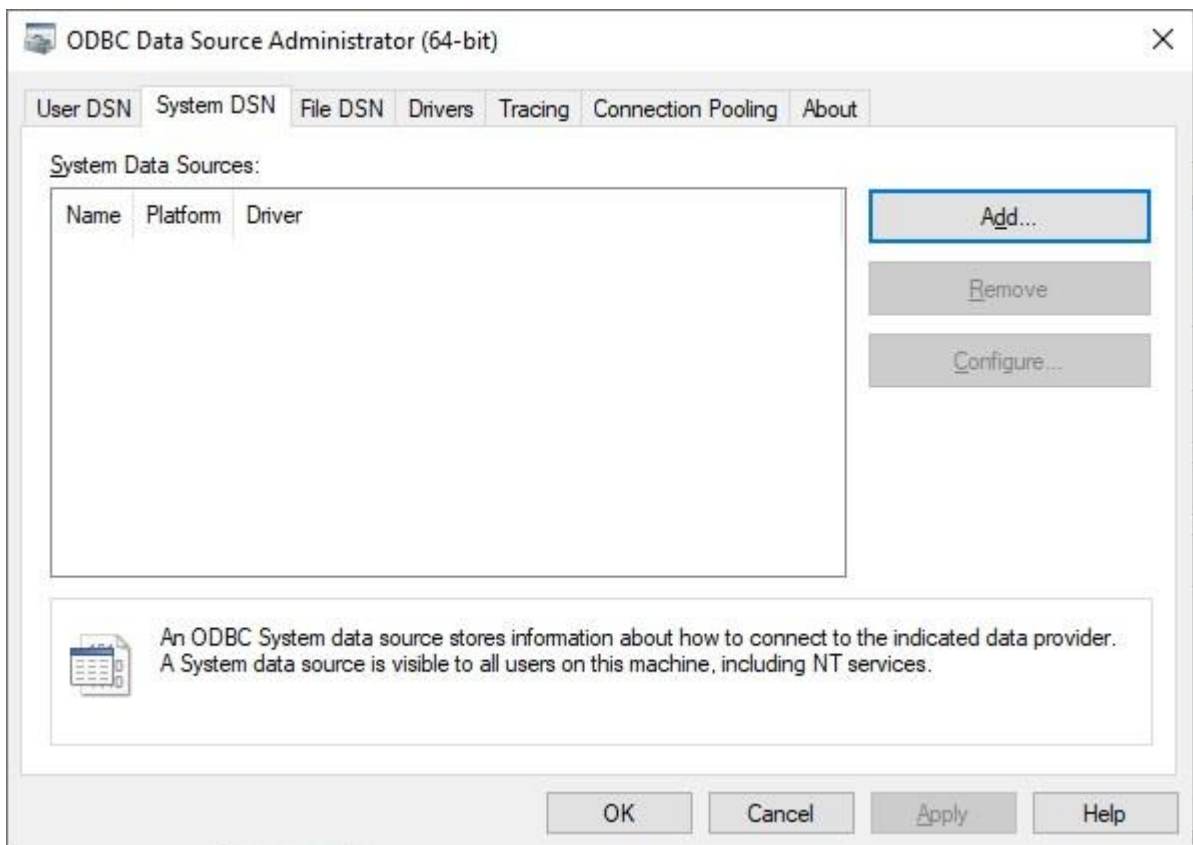 ODBC Data Source Administrator (64-bit)
User DSN System DSN File DSN Drivers Tracing Connection Pooling About
System Data Sources:
Name Platform Driver
Add...
Remove
Configure...
An ODBC System data source stores information about how to connect to the indicated data provider.
A System data source is visible to all users on this machine, including NT services.
OK Cancel Apply Help